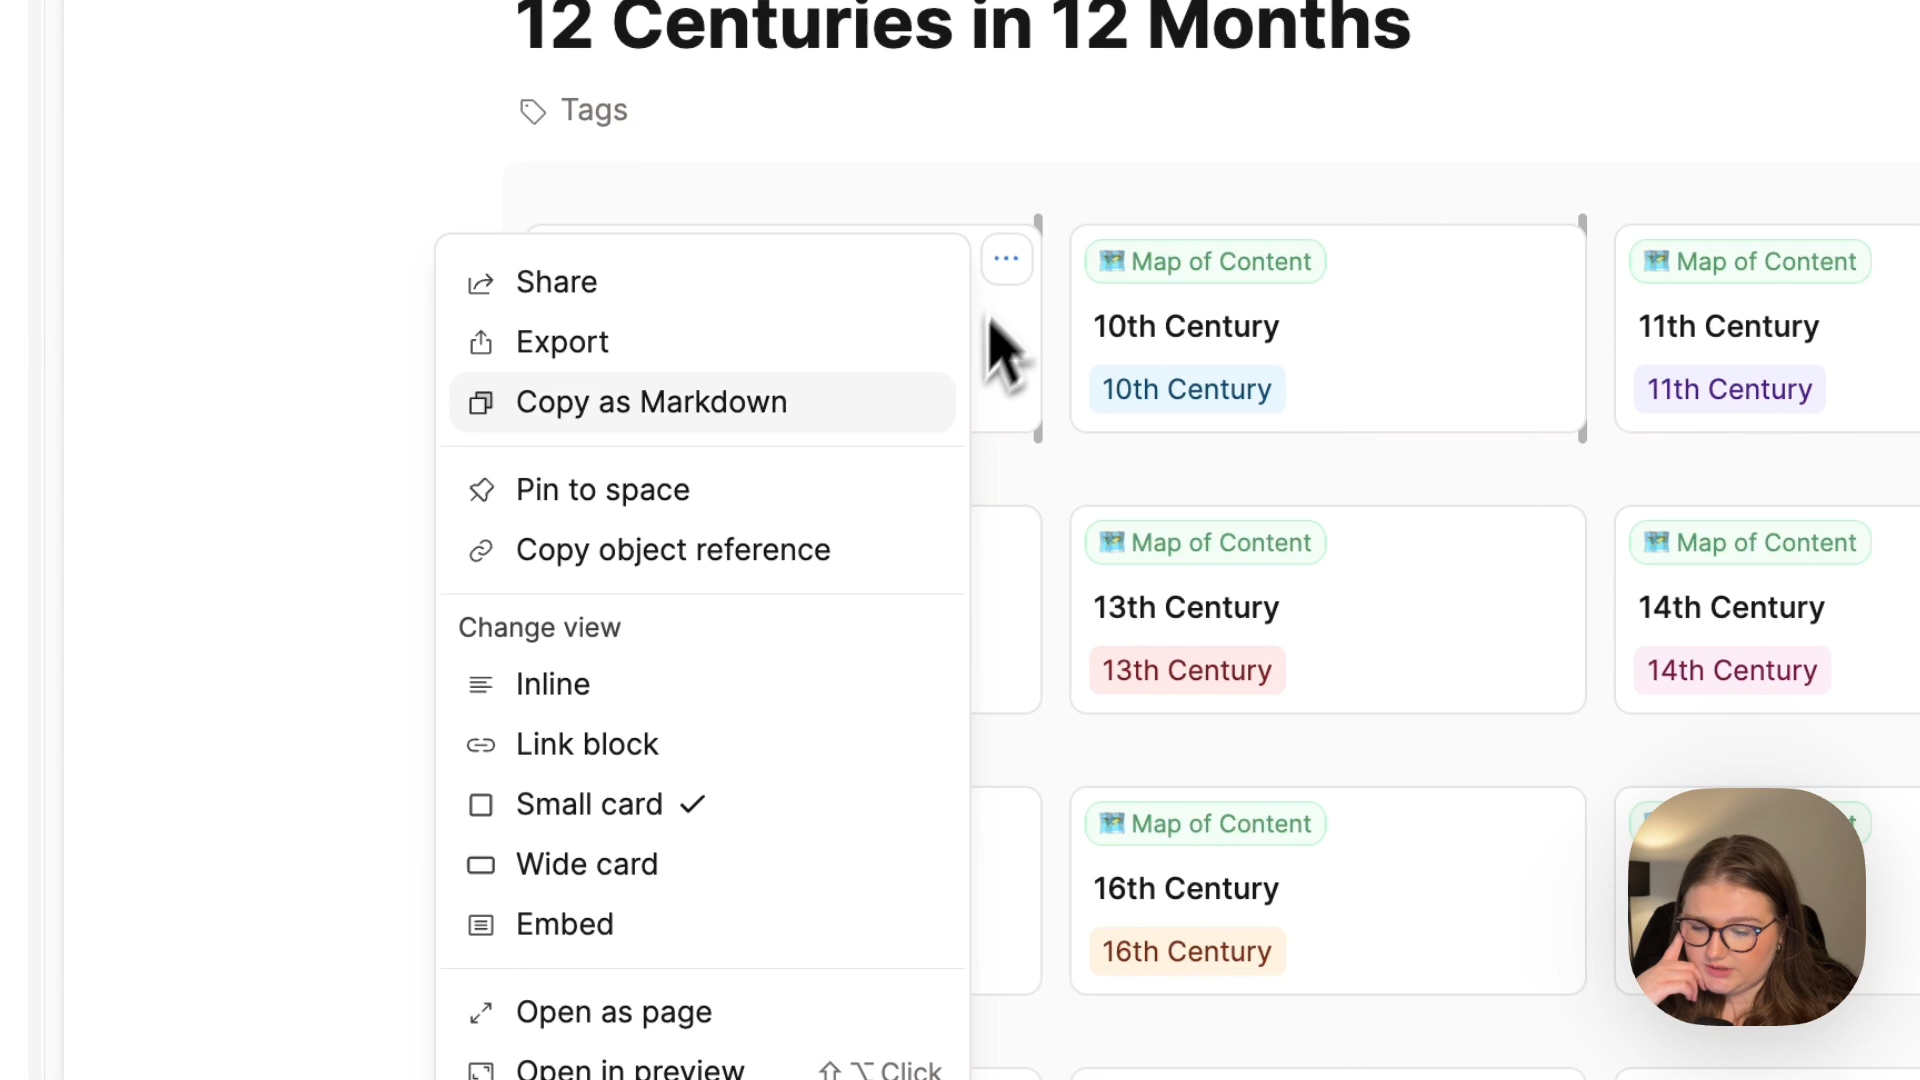 12 Centuries in 12 Months
Tags
Share
Export
Copy as Markdown
Pin to space
Copy object reference
Change view
Inline
Link block
Small card
Wide card
Embed
Open as page
Open in preview ⇧ ⌥ Click
Map of Content
10th Century
10th Century
Map of Content
11th Century
11th Century
Map of Content
13th Century
13th Century
Map of Content
14th Century
14th Century
Map of Content
16th Century
16th Century